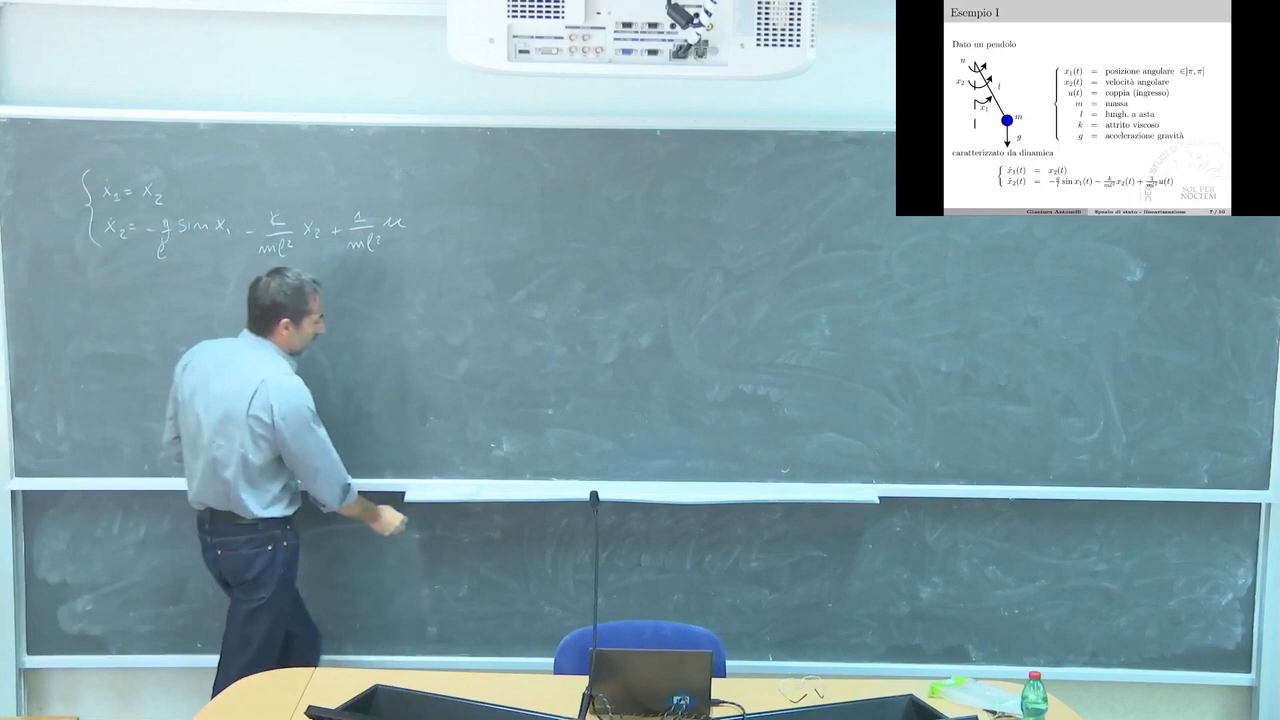 ẋ₁ = x₂
ẋ₂ = - g/l sin x₁ - k/ml² x₂ + 1/ml² u
Esempio I
Dato un pendolo
u
x₂
l
x₁
m
g
x₁(t) = posizione angolare ∈]π, π]
x₂(t) = velocità angolare
u(t) = coppia (ingresso)
m = massa
l = lungh. a asta
k = attrito viscoso
g = accelerazione gravità
caratterizzato da dinamica
ẋ₁(t) = x₂(t)
ẋ₂(t) = -g/l sin x₁(t) - k/ml² x₂(t) + 1/ml² u(t)
SOL PER
NOCTEM
Gianluca Antonelli Spazio di stato - linearizzazione 7 / 10